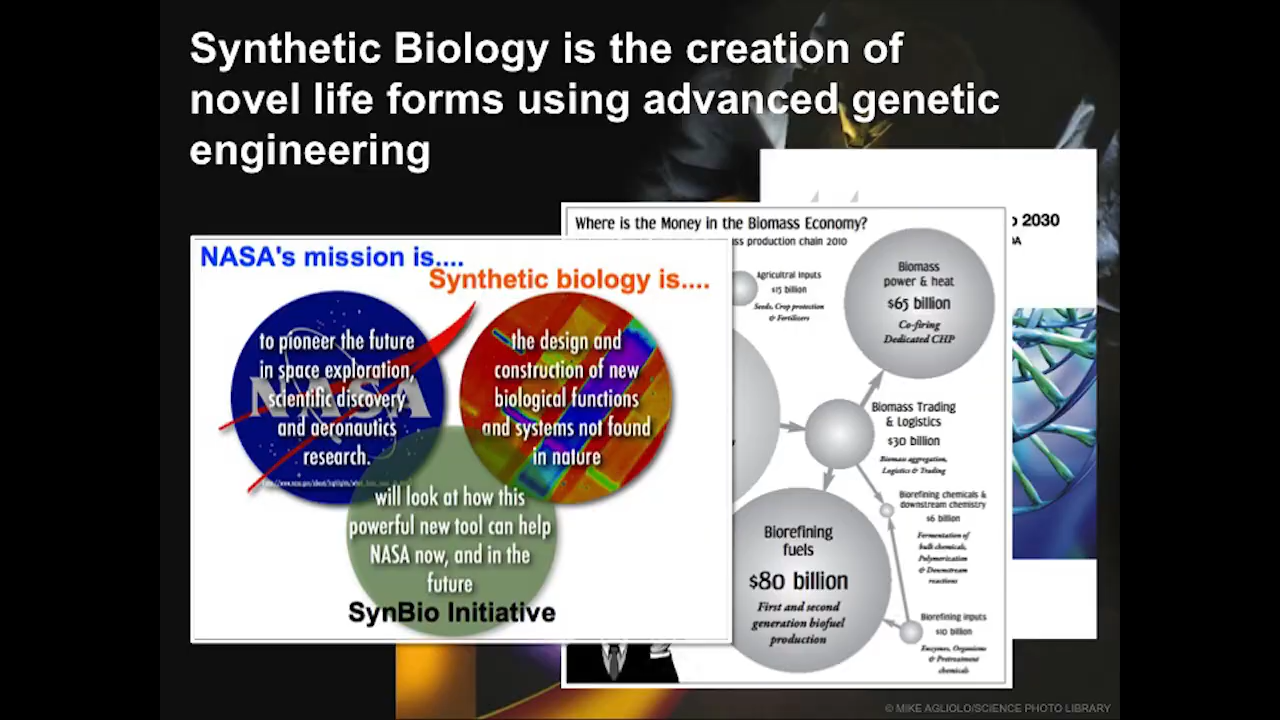 Synthetic Biology is the creation of
novel life forms using advanced genetic
engineering
NASA's mission is....
Synthetic biology is....
NASA
to pioneer the future
in space exploration,
scientific discovery
and aeronautics
research.
the design and
construction of new
biological functions
and systems not found
in nature
will look at how this
powerful new tool can help
NASA now, and in the
future
SynBio Initiative
Where is the Money in the Biomass Economy?
production chain 2010
Agricultral inputs
$15 billion
Seeds, Crop protection
& Fertilizers
Biomass
power & heat
$65 billion
Co-firing
Dedicated CHP
Biomass Trading
& Logistics
$30 billion
Biomass aggregation,
Logistics & Trading
Biorefining chemicals &
downstream chemistry
$6 billion
Fermentation of
bulk chemicals,
Polymerication
& Downstream
reactions
Biorefining fuels
$80 billion
First and second
generation biofuel
production
Biorefining inputs
$10 billion
Enzymes, Organisms
& Pretreatment
chemicals
2030
© MIKE AGLIOLO/SCIENCE PHOTO LIBRARY